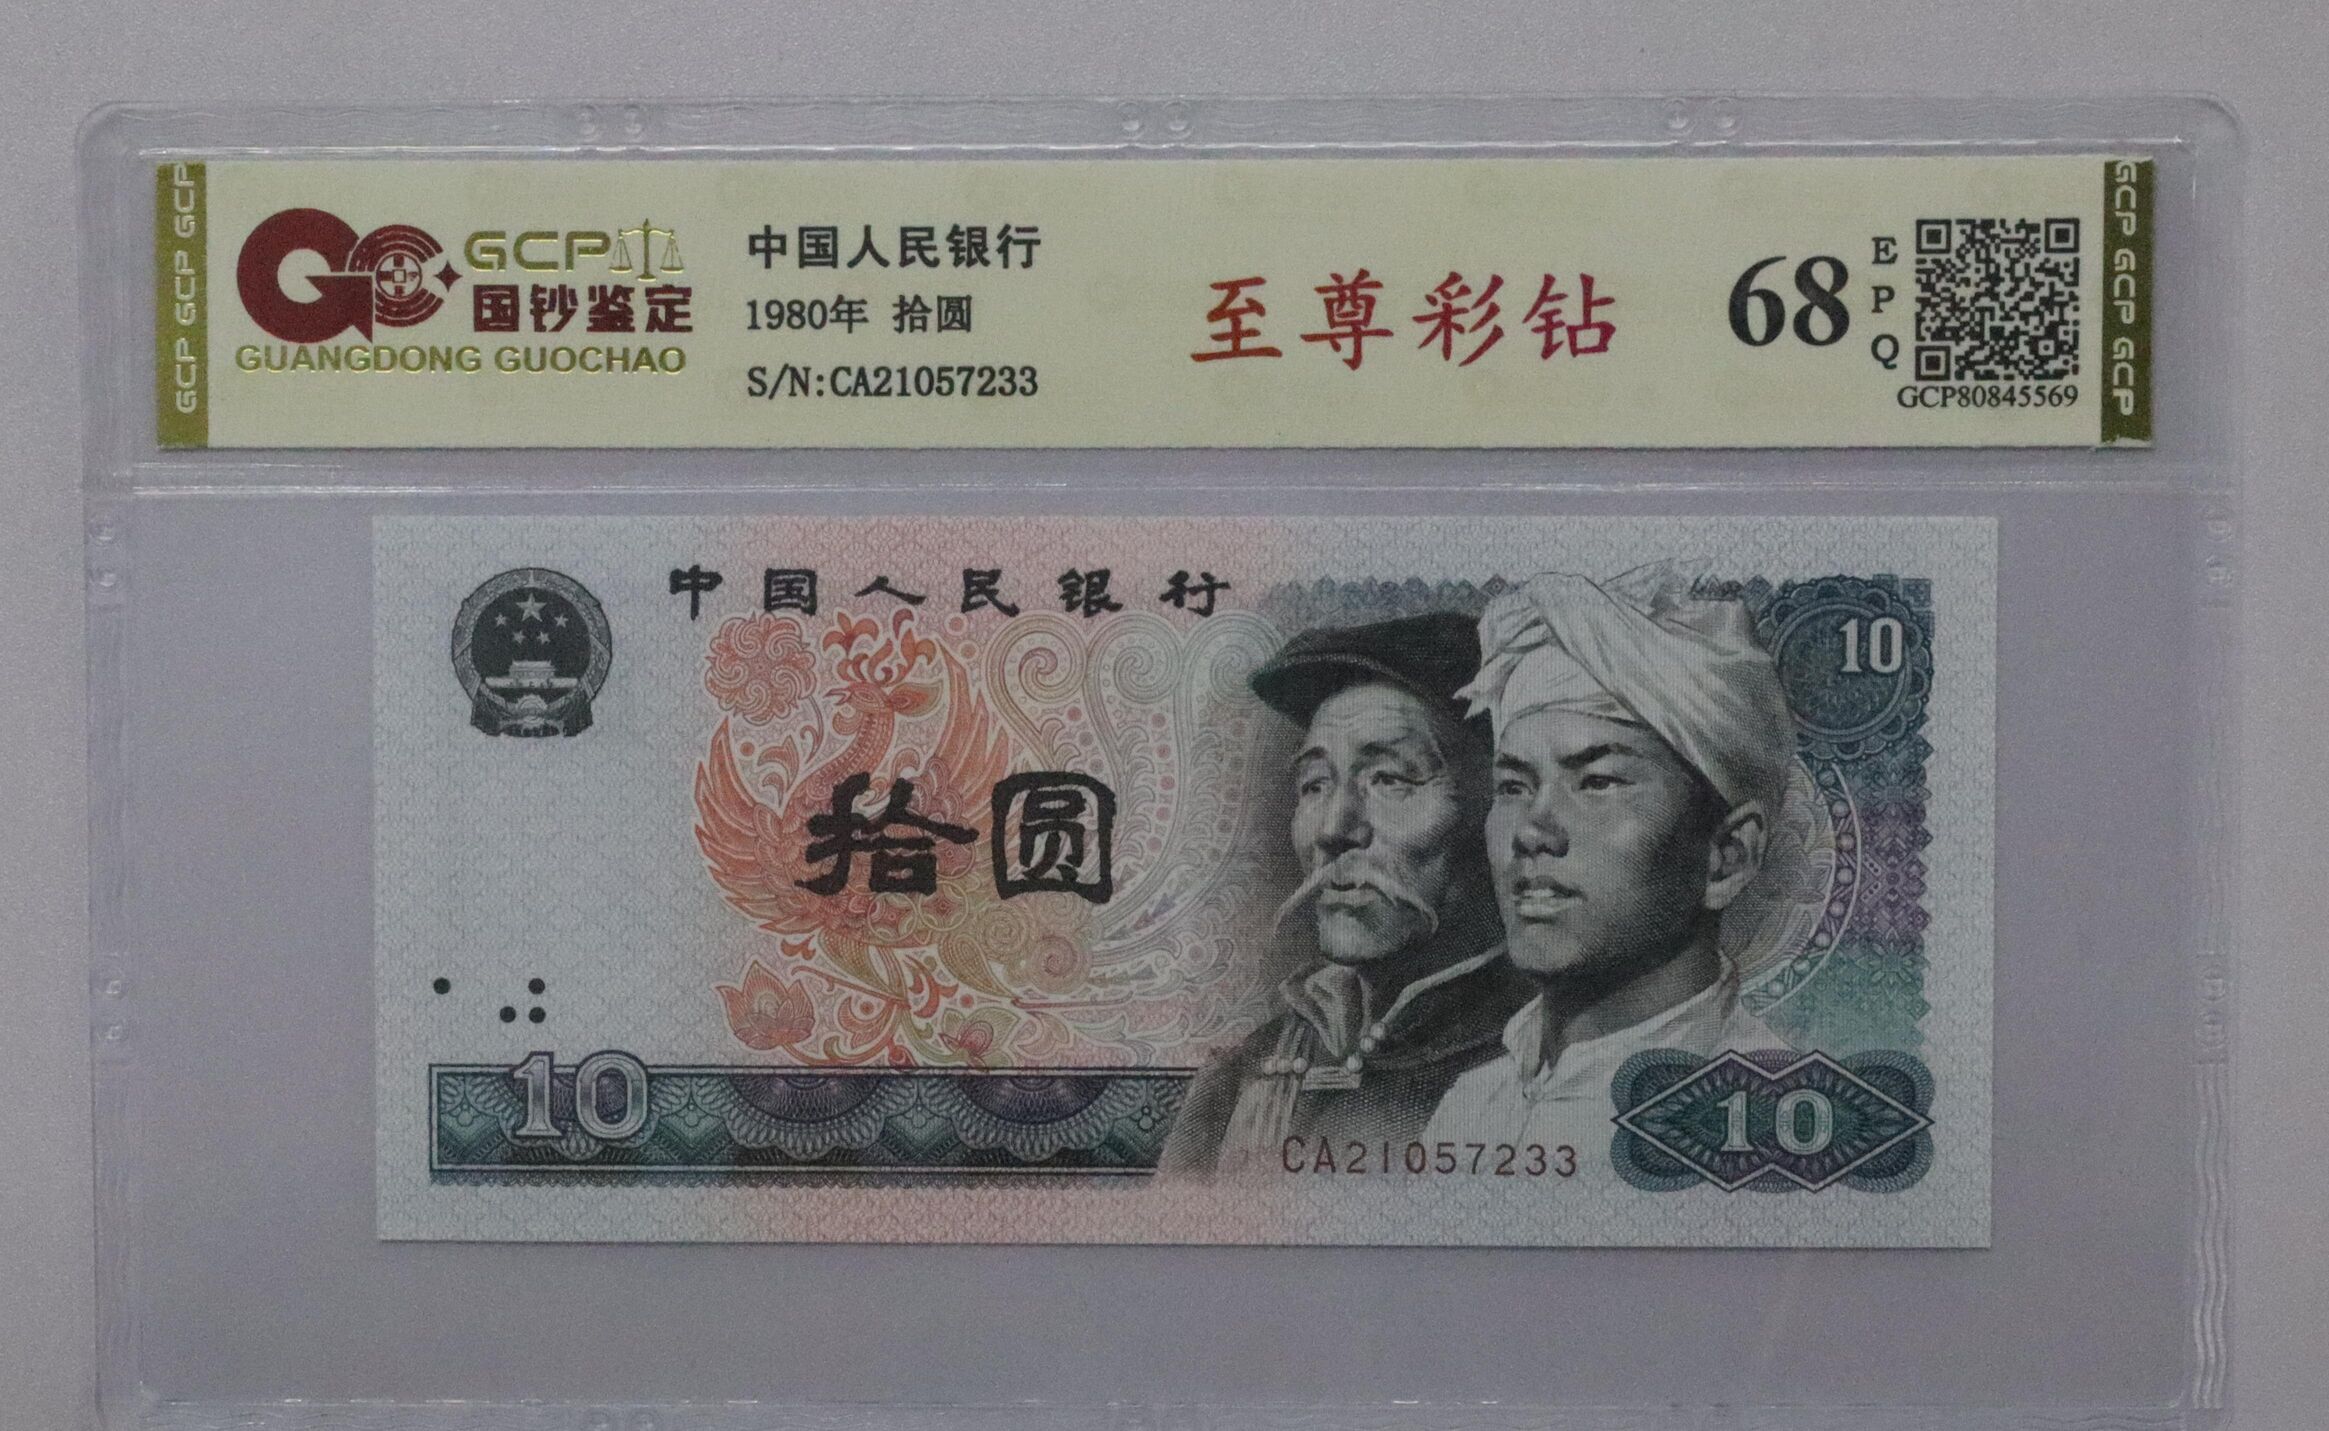 GCP GCP GCP
GCP
国钞鉴定
GUANGDONG GUOCHAO
中国人民银行
1980年 拾圆
S/N:CA21057233
至尊彩钻
68
EPQ
GCP80845569
GCP GCP GCP
中国人民银行
10
拾圆
10
CA21057233
10